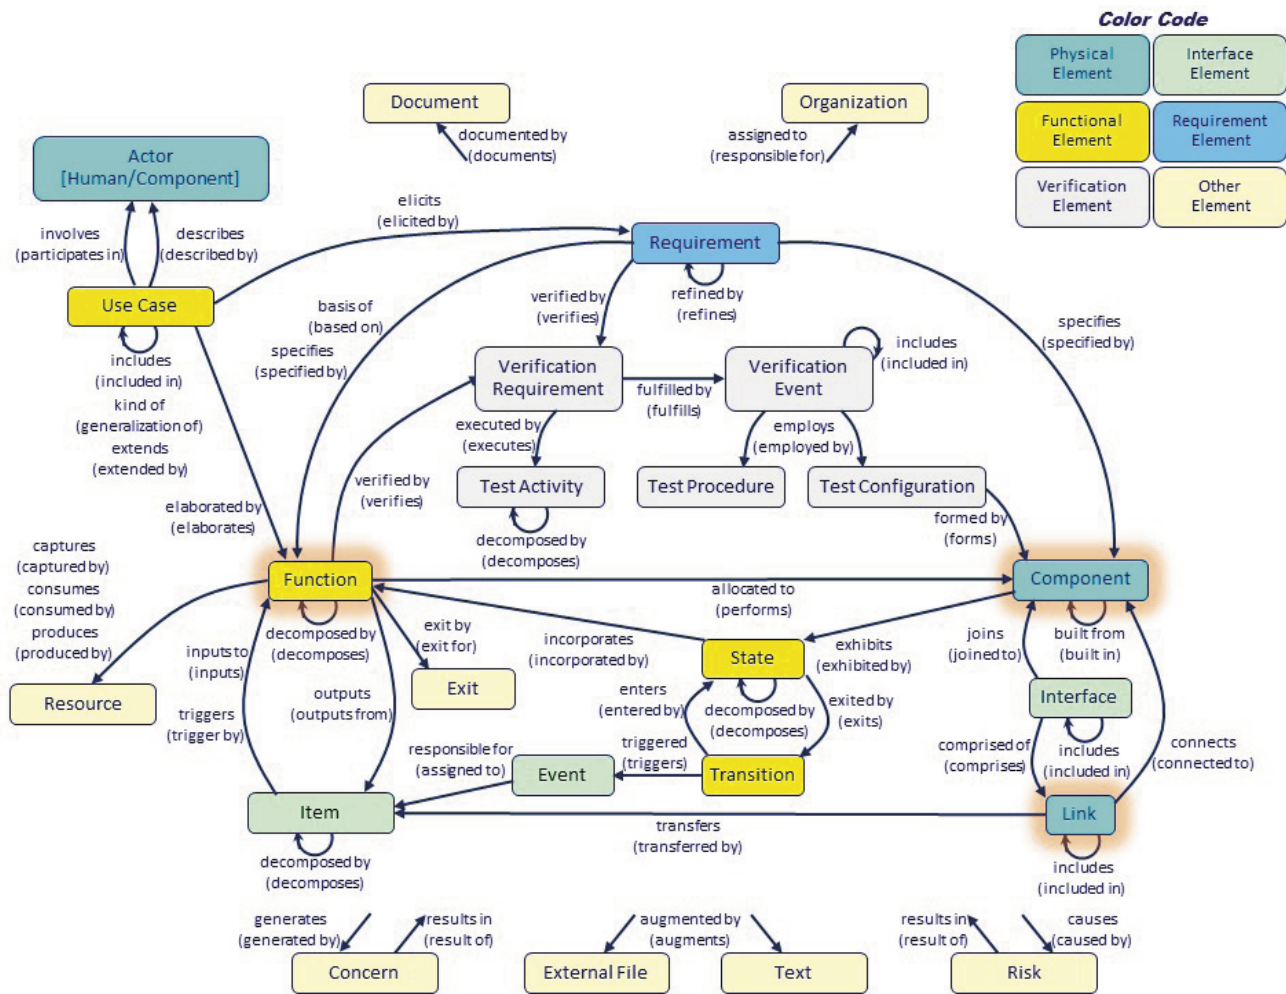 Color Code
Physical
Element
Interface
Element
Functional
Element
Requirement
Element
Verification
Element
Other
Element
Document
documented by
(documents)
Organization
assigned to
(responsible for)
Actor
[Human/Component]
involves
(participates in)
describes
(described by)
elicits
(elicited by)
Requirement
refined by
(refines)
Use Case
includes
(included in)
kind of
(generalization of)
extends
(extended by)
basis of
(based on)
specifies
(specified by)
verified by
(verifies)
specifies
(specified by)
Verification
Requirement
fulfilled by
(fulfills)
Verification
Event
includes
(included in)
executed by
(executes)
employs
(employed by)
Test Activity
decomposed by
(decomposes)
Test Procedure
Test Configuration
formed by
(forms)
verified by
(verifies)
elaborated by
(elaborates)
captures
(captured by)
consumes
(consumed by)
produces
(produced by)
Function
decomposed by
(decomposes)
allocated to
(performs)
Component
built from
(built in)
exit by
(exit for)
incorporates
(incorporated by)
State
decomposed by
(decomposes)
exhibits
(exhibited by)
joins
(joined to)
inputs to
(inputs)
outputs
(outputs from)
Exit
Resource
triggers
(trigger by)
enters
(entered by)
exited by
(exits)
Interface
includes
(included in)
responsible for
(assigned to)
Event
triggered
(triggers)
Transition
comprised of
(comprises)
connects
(connected to)
Item
decomposed by
(decomposes)
transfers
(transferred by)
Link
includes
(included in)
generates
(generated by)
results in
(result of)
augmented by
(augments)
results in
(result of)
causes
(caused by)
Concern
External File
Text
Risk